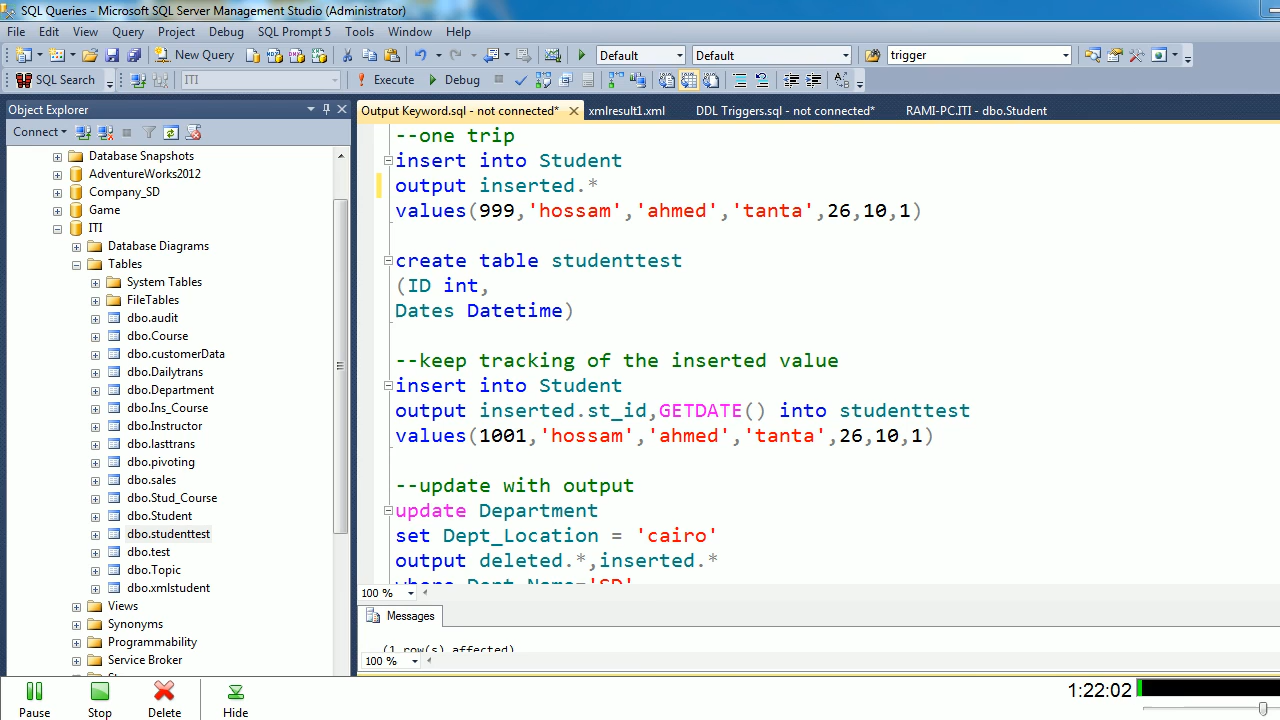 SQL Queries - Microsoft SQL Server Management Studio (Administrator)
File Edit View Query Project Debug SQL Prompt 5 Tools Window Help
New Query Default Default trigger
SQL Search ITI Execute Debug
Object Explorer
Connect
Database Snapshots
AdventureWorks2012
Company_SD
Game
ITI
Database Diagrams
Tables
System Tables
FileTables
dbo.audit
dbo.Course
dbo.customerData
dbo.Dailytrans
dbo.Department
dbo.Ins_Course
dbo.Instructor
dbo.lasttrans
dbo.pivoting
dbo.sales
dbo.Stud_Course
dbo.Student
dbo.studenttest
dbo.test
dbo.Topic
dbo.xmlstudent
Views
Synonyms
Programmability
Service Broker
Output Keyword.sql - not connected* xmlresult1.xml DDL Triggers.sql - not connected* RAMI-PC.ITI - dbo.Student
--one trip
insert into Student
output inserted.*
values(999,'hossam','ahmed','tanta',26,10,1)
create table studenttest
(ID int,
Dates Datetime)
--keep tracking of the inserted value
insert into Student
output inserted.st_id,GETDATE() into studenttest
values(1001,'hossam','ahmed','tanta',26,10,1)
--update with output
update Department
set Dept_Location = 'cairo'
output deleted.*,inserted.*
where Dept_Name='SD'
100 %
Messages
(1 row(s) affected)
100 %
Pause Stop Delete Hide
1:22:02